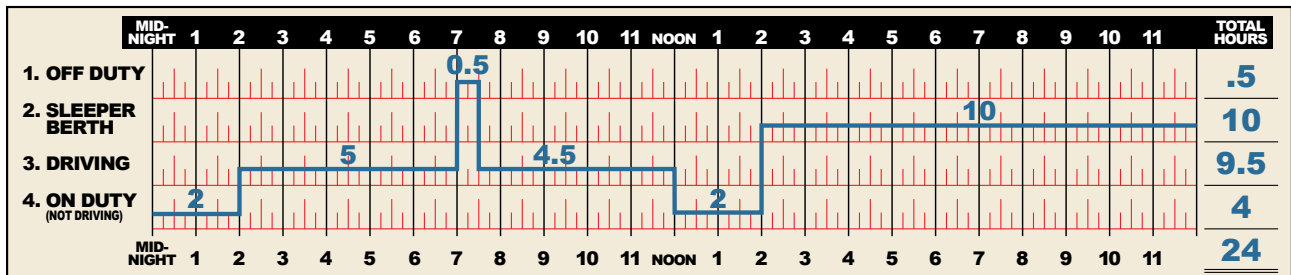 MID-NIGHT 1 2 3 4 5 6 7 8 9 10 11 NOON 1 2 3 4 5 6 7 8 9 10 11 TOTAL HOURS
0.5
1. OFF DUTY .5
2. SLEEPER BERTH 10 10
3. DRIVING 5 4.5 9.5
4. ON DUTY 2 2 4
(NOT DRIVING)
MID-NIGHT 1 2 3 4 5 6 7 8 9 10 11 NOON 1 2 3 4 5 6 7 8 9 10 11 24